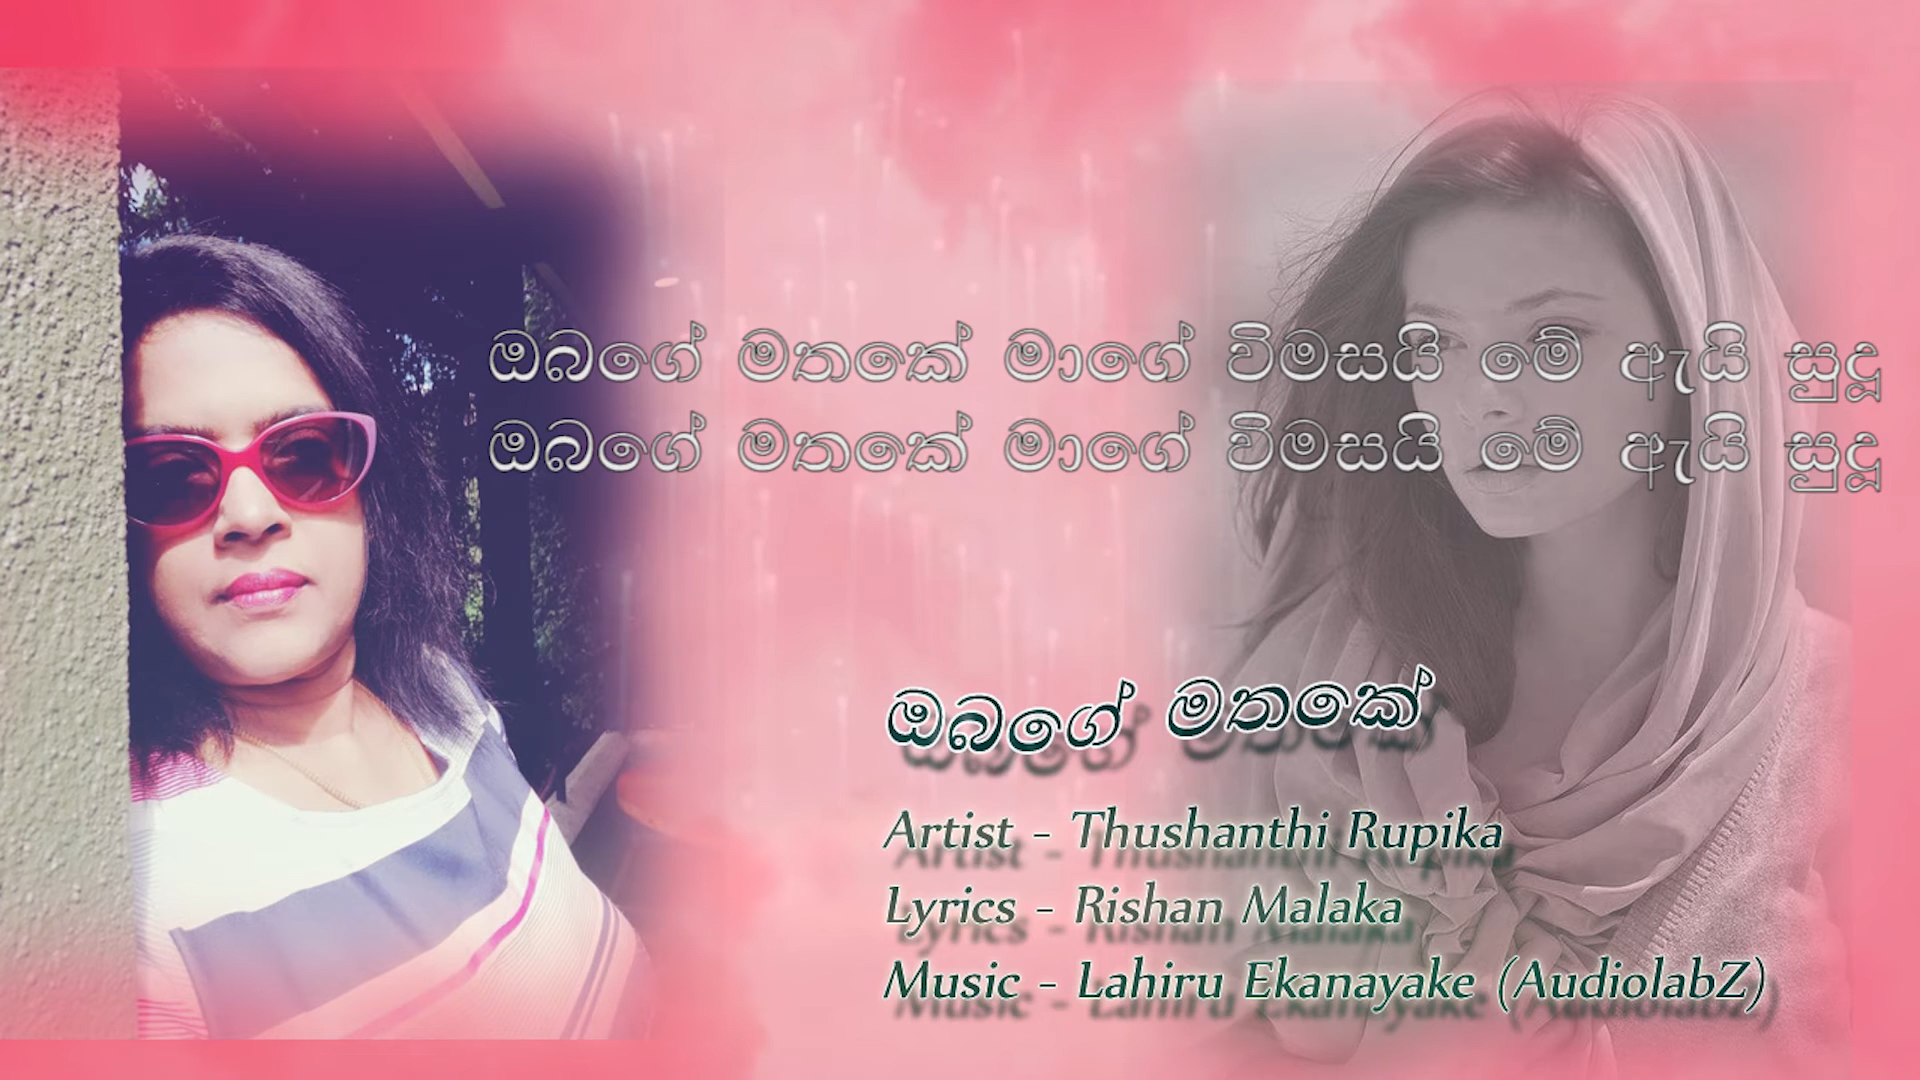 ඔබගේ මතකේ මාගේ විමසයි මේ ඇයි සුදූ
ඔබගේ මතකේ මාගේ විමසයි මේ ඇයි සුදූ
ඔබගේ මතකේ
Artist - Thushanthi Rupika
Lyrics - Rishan Malaka
Music - Lahiru Ekanayake (AudiolabZ)